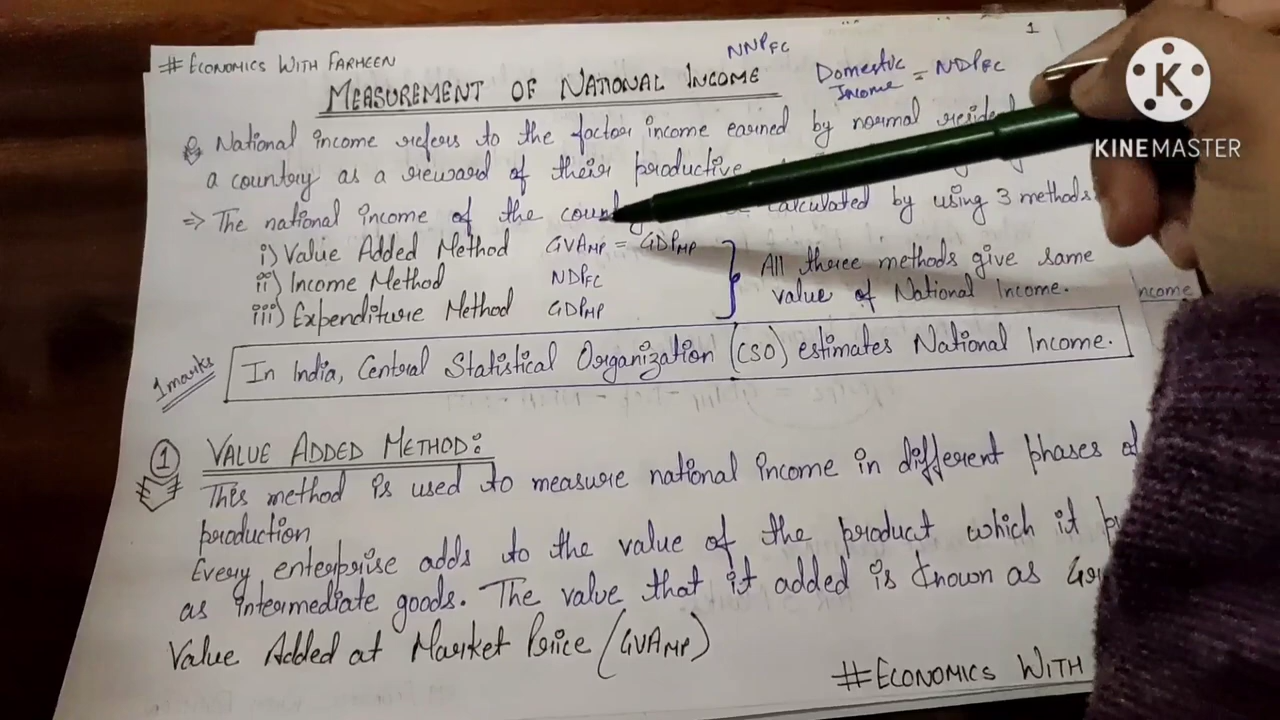 1
# ECONOMICS WITH FARHEEN
NNPFC
MEASUREMENT OF NATIONAL INCOME
Domestic Income = NDPFC
K
KINEMASTER
National income refers to the factor income earned by normal
a country as a reward of their productive
⇒ The national income of the calculated by using 3 methods.
i) Value Added Method GVAMP = GDPMP
ii) Income Method NDPFC
iii) Expenditure Method GDPMP
All three methods give same
value of National Income.
Income
1 marks
In India, Central Statistical Organization (CSO) estimates National Income.
1 VALUE ADDED METHOD:
This method is used to measure national income in different phases of
production
Every enterprise adds to the value of the product which it
as intermediate goods. The value that it added is known as
Value Added at Market Price (GVAMP)
#ECONOMICS WITH